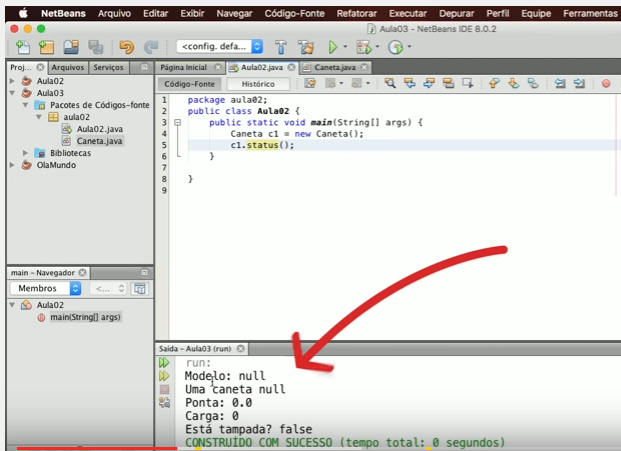 NetBeans Arquivo Editar Exibir Navegar Código-Fonte Refatorar Executar Depurar Perfil Equipe Ferramentas
Aula03 - NetBeans IDE 8.0.2
<config. defa...
Proj... Arquivos Serviços
Aula02
Aula03
Pacotes de Códigos-fonte
aula02
Aula02.java
Caneta.java
Bibliotecas
OlaMundo
Página Inicial Aula02.java Caneta.java
Código-Fonte Histórico
1 package aula02;
2 public class Aula02 {
3 public static void main(String[] args) {
4 Caneta c1 = new Caneta();
5 c1.status();
6 }
7
8 }
9
main - Navegador
Membros <...
Aula02
main(String[] args)
Saída - Aula03 (run)
run:
Modelo: null
Uma caneta null
Ponta: 0.0
Carga: 0
Está tampada? false
CONSTRUÍDO COM SUCESSO (tempo total: 0 segundos)